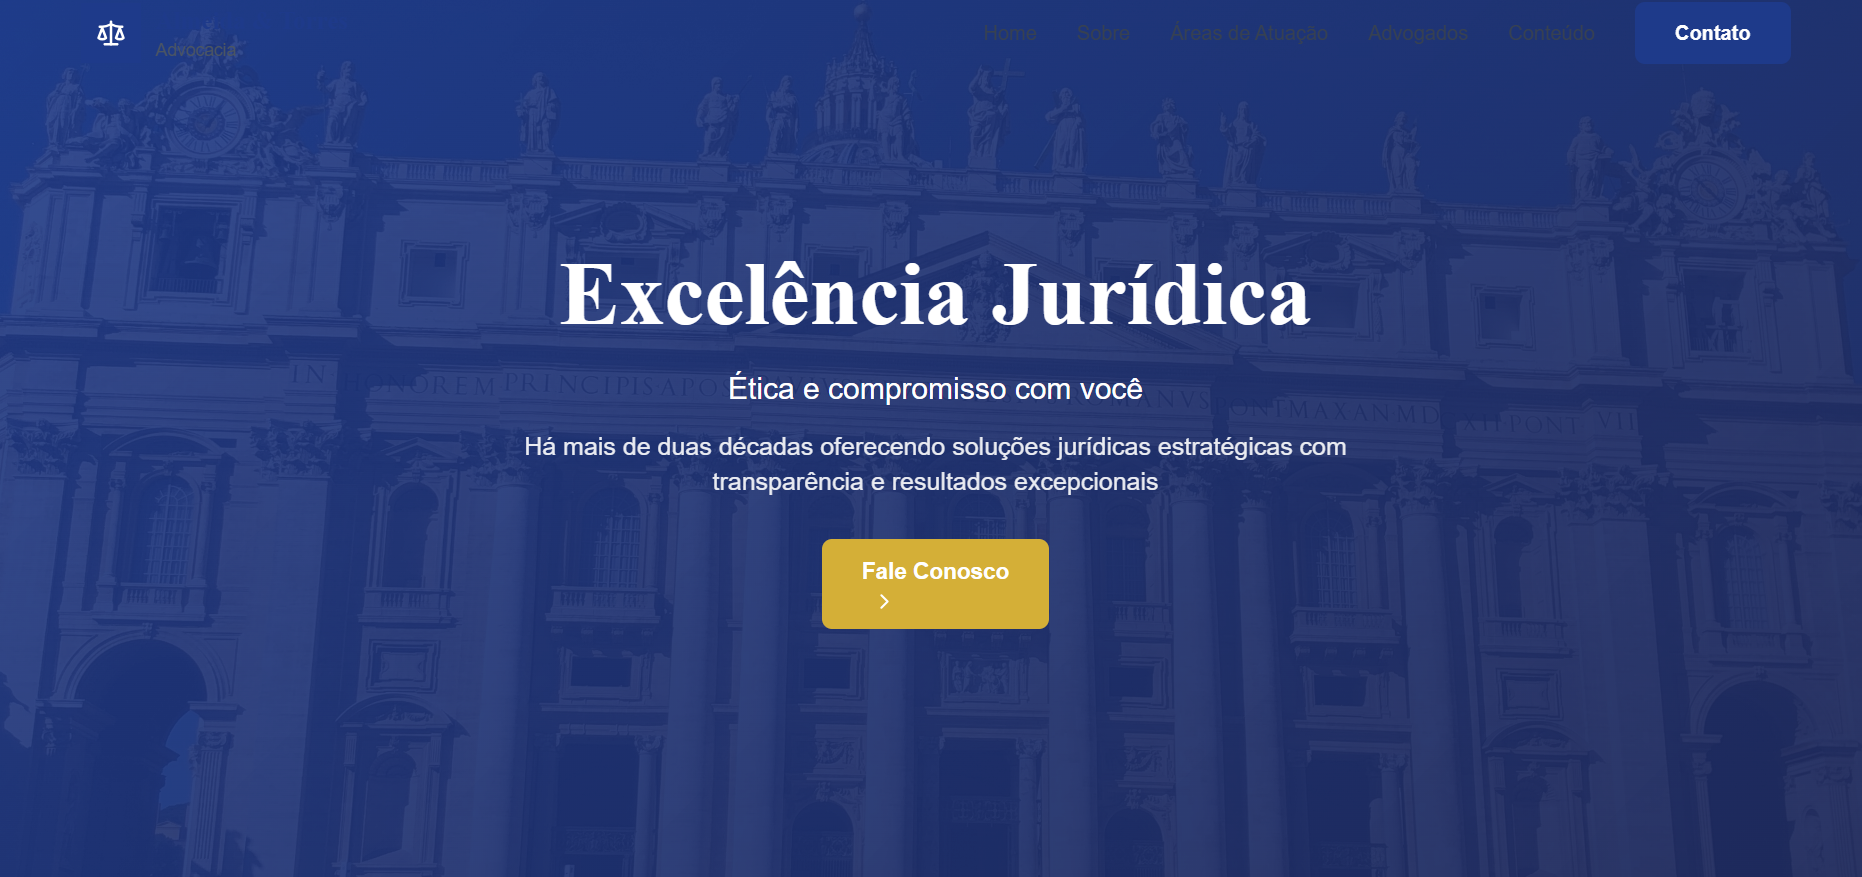 Advocacia
Home Sobre Áreas de Atuação Advogados Conteúdo Contato
Excelência Jurídica
IN HONOREM PRINCIPIS APO
PONT MAX AN MD XII PONT VII
Ética e compromisso com você
Há mais de duas décadas oferecendo soluções jurídicas estratégicas com
transparência e resultados excepcionais
Fale Conosco